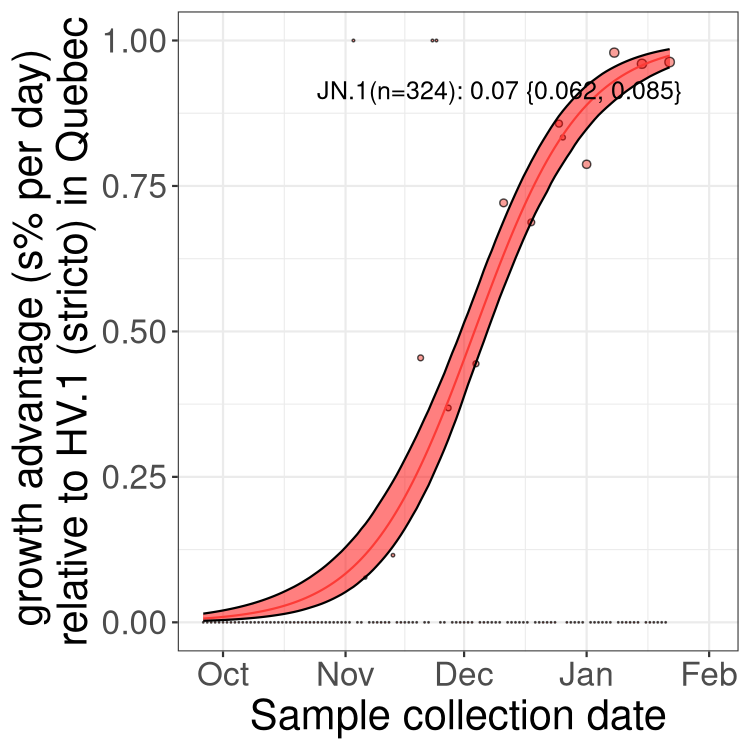 growth advantage (s% per day)
relative to HV.1 (stricto) in Quebec
1.00
JN.1(n=324): 0.07 {0.062, 0.085}
0.75
0.50
0.25
0.00
Oct Nov Dec Jan Feb
Sample collection date